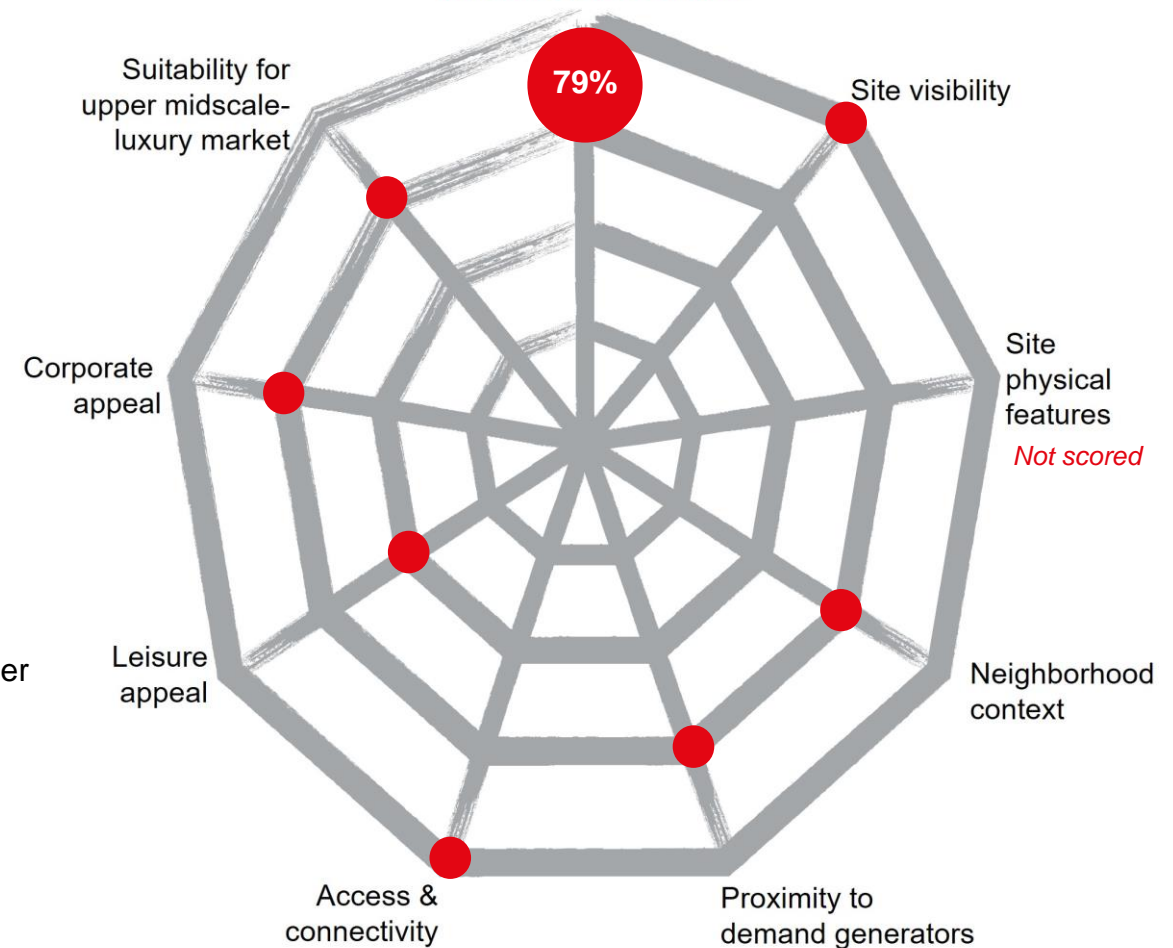 79%
Site visibility
Suitability for
upper midscale-
luxury market
Site
physical
features
Not scored
Corporate
appeal
Leisure
appeal
er
Neighborhood
context
Access &
connectivity
Proximity to
demand generators